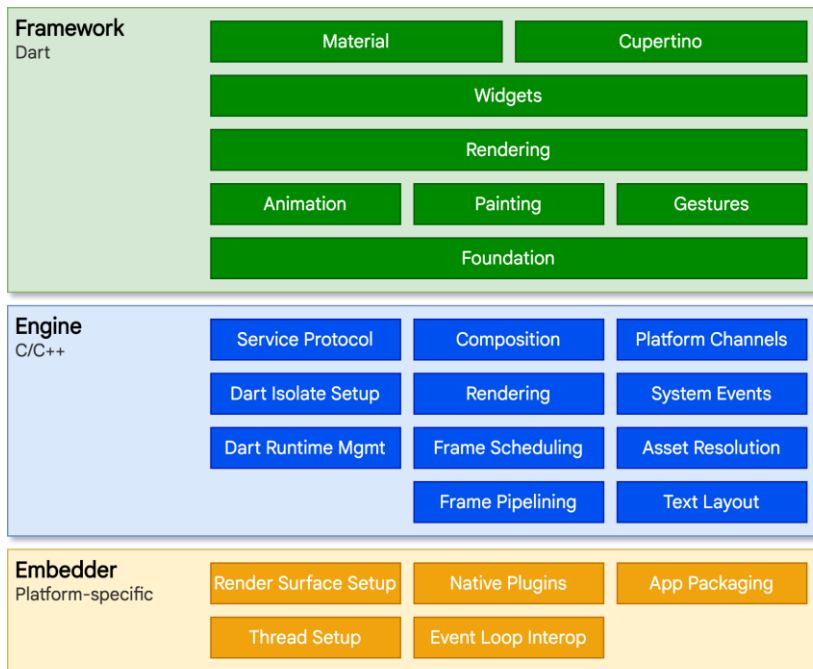 Framework
Dart
Material
Cupertino
Widgets
Rendering
Animation
Painting
Gestures
Foundation
Engine
C/C++
Service Protocol
Composition
Platform Channels
Dart Isolate Setup
Rendering
System Events
Dart Runtime Mgmt
Frame Scheduling
Asset Resolution
Frame Pipelining
Text Layout
Embedder
Platform-specific
Render Surface Setup
Native Plugins
App Packaging
Thread Setup
Event Loop Interop